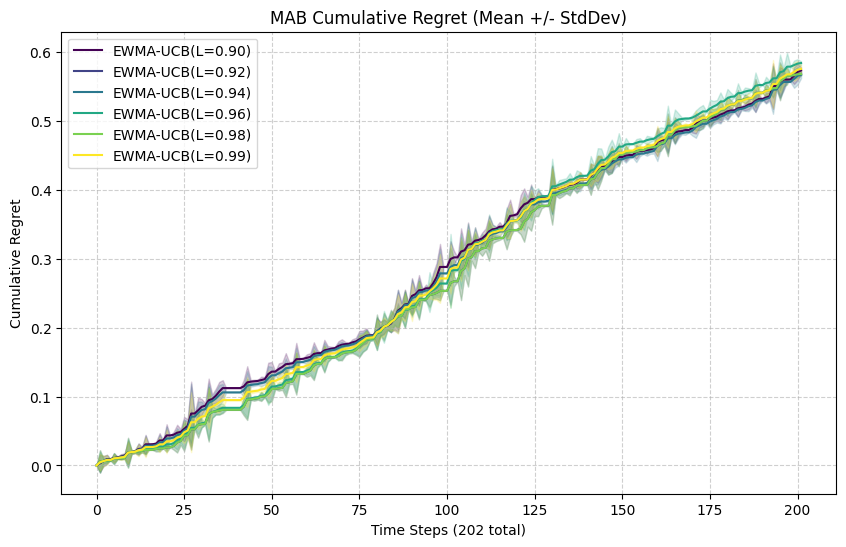 MAB Cumulative Regret (Mean +/- StdDev)
EWMA-UCB(L=0.90)
EWMA-UCB(L=0.92)
EWMA-UCB(L=0.94)
EWMA-UCB(L=0.96)
EWMA-UCB(L=0.98)
EWMA-UCB(L=0.99)
Cumulative Regret
0.6
0.5
0.4
0.3
0.2
0.1
0.0
0 25 50 75 100 125 150 175 200
Time Steps (202 total)